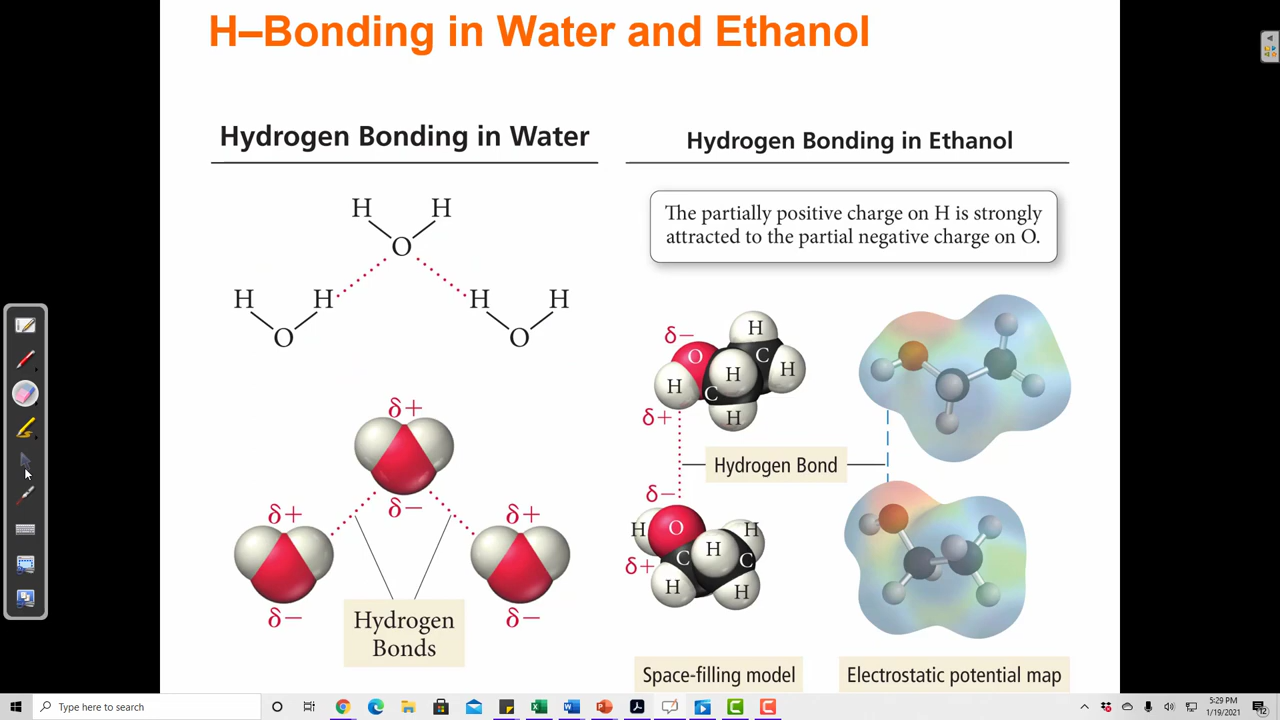 H–Bonding in Water and Ethanol
Hydrogen Bonding in Water
H H
O
H H H H
O O
δ+
δ−
δ+ δ+
δ− δ−
Hydrogen
Bonds
Hydrogen Bonding in Ethanol
The partially positive charge on H is strongly
attracted to the partial negative charge on O.
δ−
H
O C
H H H
C
δ+ H
Hydrogen Bond
δ−
H O H
H
C C
δ+
H H
Space-filling model
Electrostatic potential map
Type here to search
5:29 PM
1/19/2021
12